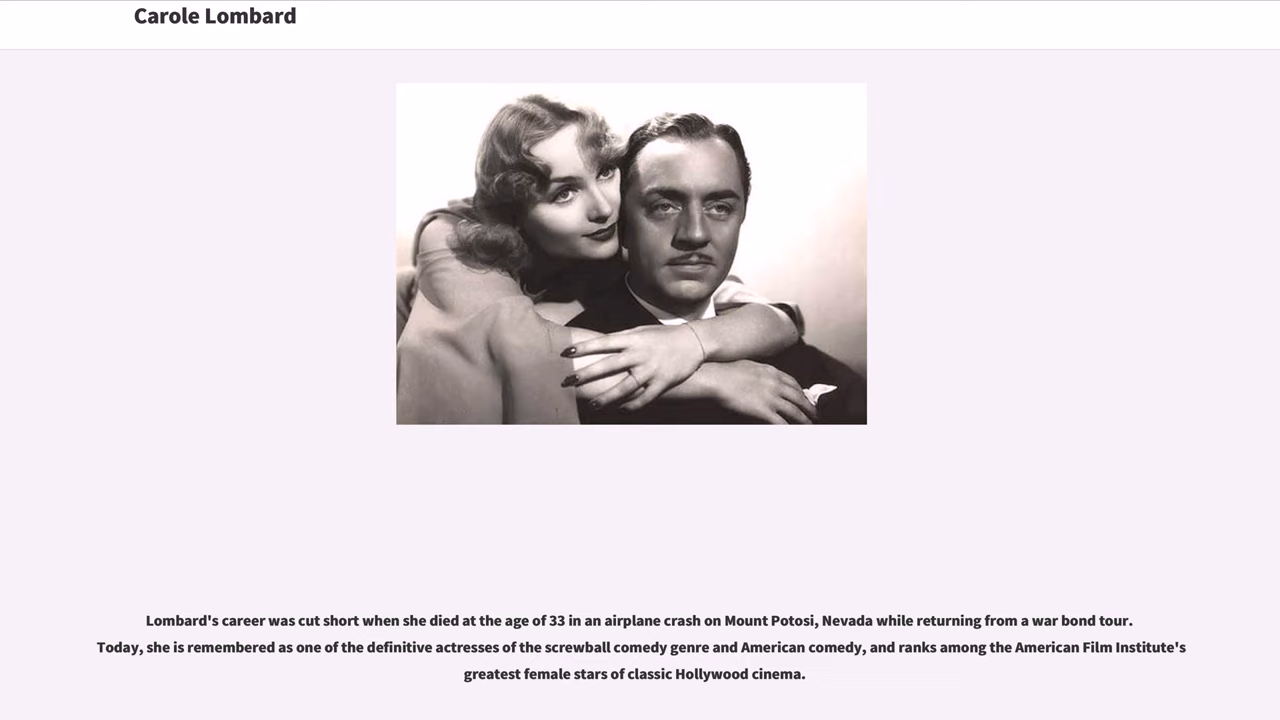 Carole Lombard
Lombard's career was cut short when she died at the age of 33 in an airplane crash on Mount Potosi, Nevada while returning from a war bond tour.
Today, she is remembered as one of the definitive actresses of the screwball comedy genre and American comedy, and ranks among the American Film Institute's
greatest female stars of classic Hollywood cinema.